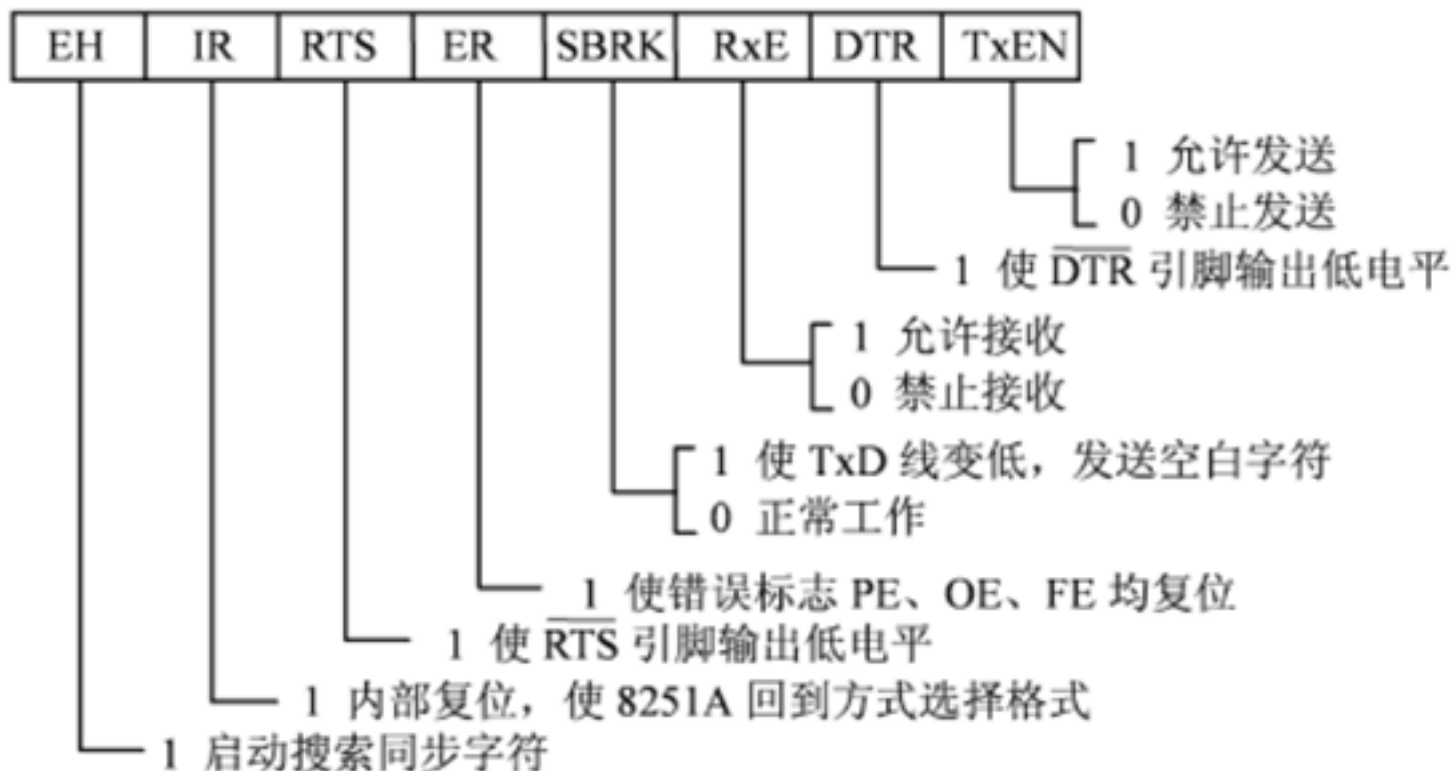 EH IR RTS ER SBRK RxE DTR TxEN
1 允许发送
0 禁止发送
1 使 D̅T̅R̅ 引脚输出低电平
1 允许接收
0 禁止接收
1 使 TxD 线变低，发送空白字符
0 正常工作
1 使错误标志 PE、OE、FE 均复位
1 使 R̅T̅S̅ 引脚输出低电平
1 内部复位，使 8251A 回到方式选择格式
1 启动搜索同步字符